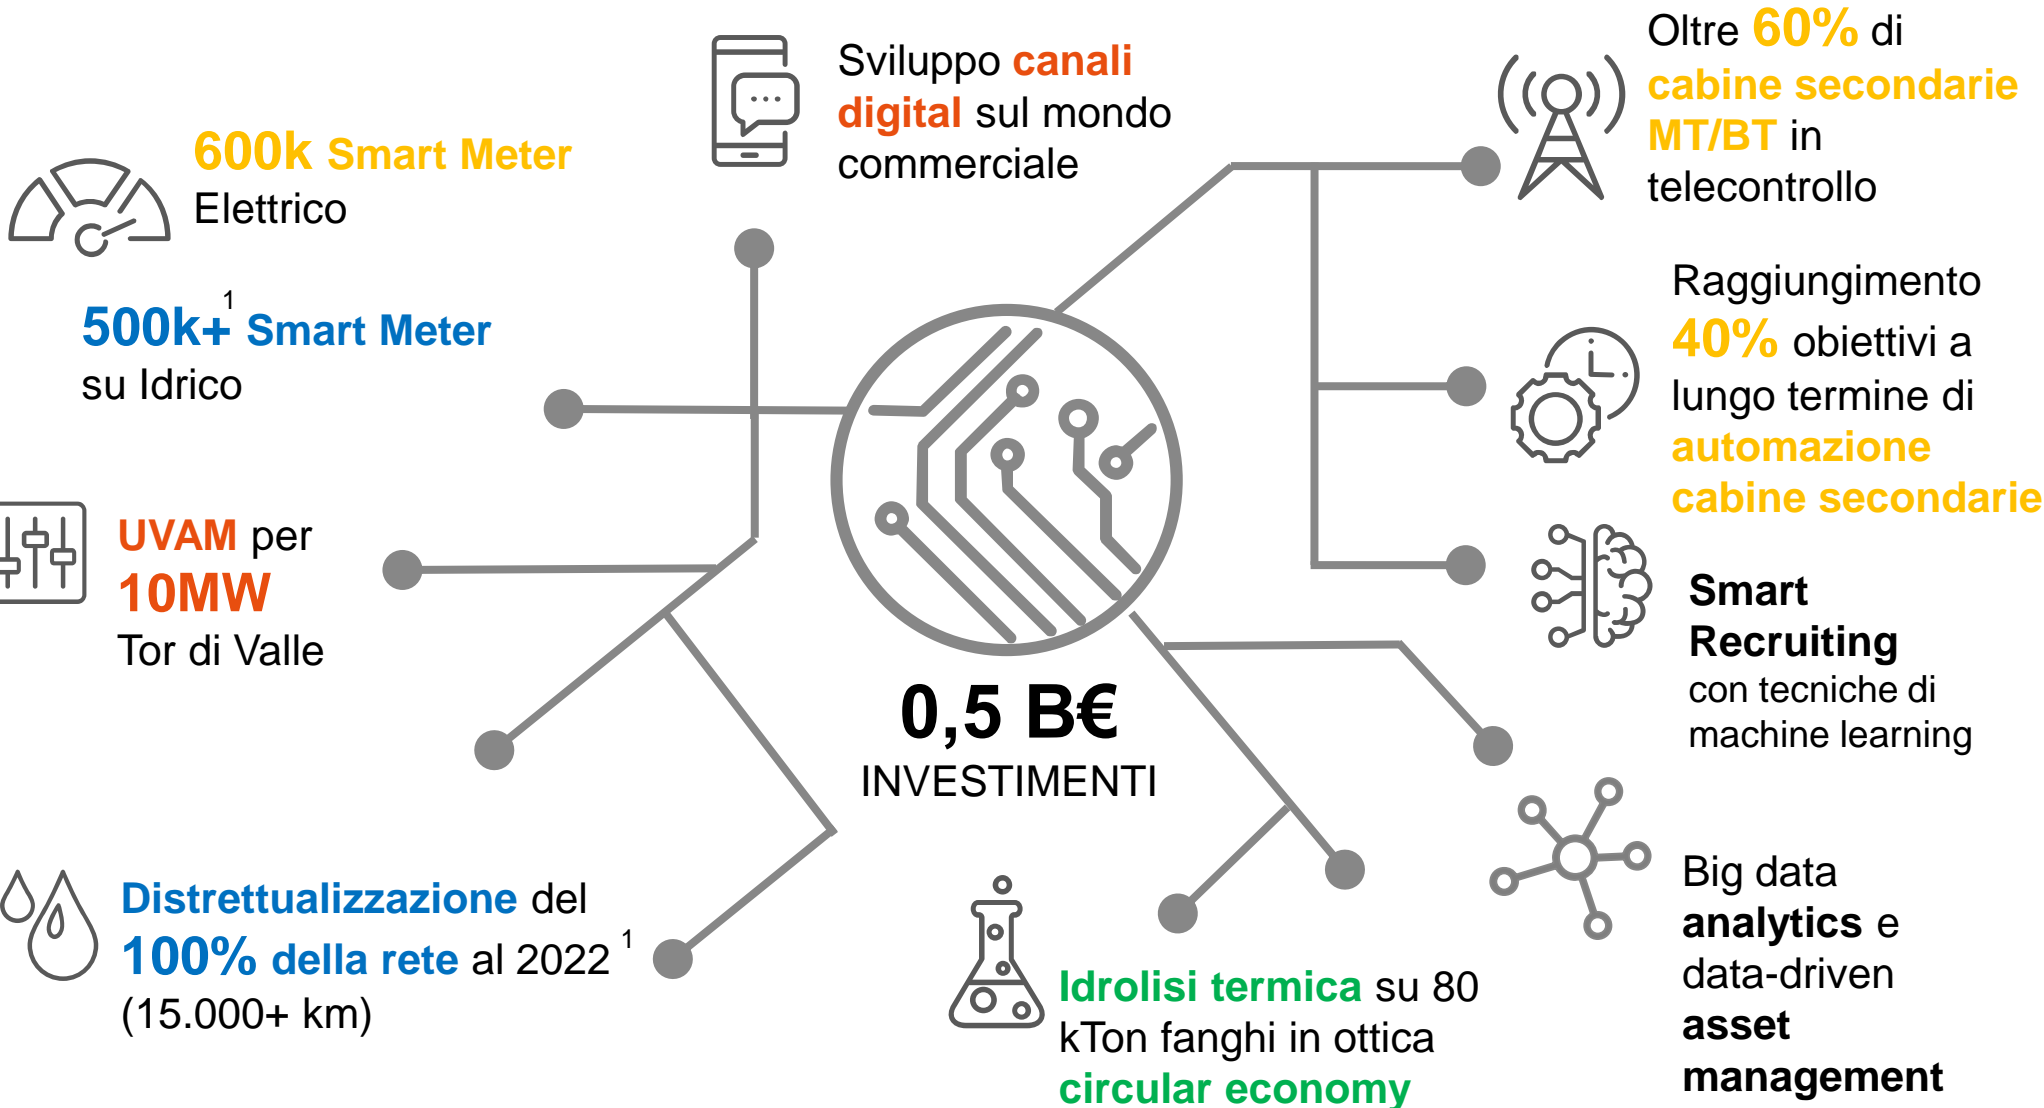 600k Smart Meter
Elettrico
500k+ 1 Smart Meter
su Idrico
UVAM per
10MW
Tor di Valle
Distrettualizzazione del
100% della rete al 2022 1
(15.000+ km)
Sviluppo canali
digital sul mondo
commerciale
0,5 B€
INVESTIMENTI
Idrolisi termica su 80
kTon fanghi in ottica
circular economy
Oltre 60% di
cabine secondarie
MT/BT in
telecontrollo
Raggiungimento
40% obiettivi a
lungo termine di
automazione
cabine secondarie
Smart
Recruiting
con tecniche di
machine learning
Big data
analytics e
data-driven
asset
management